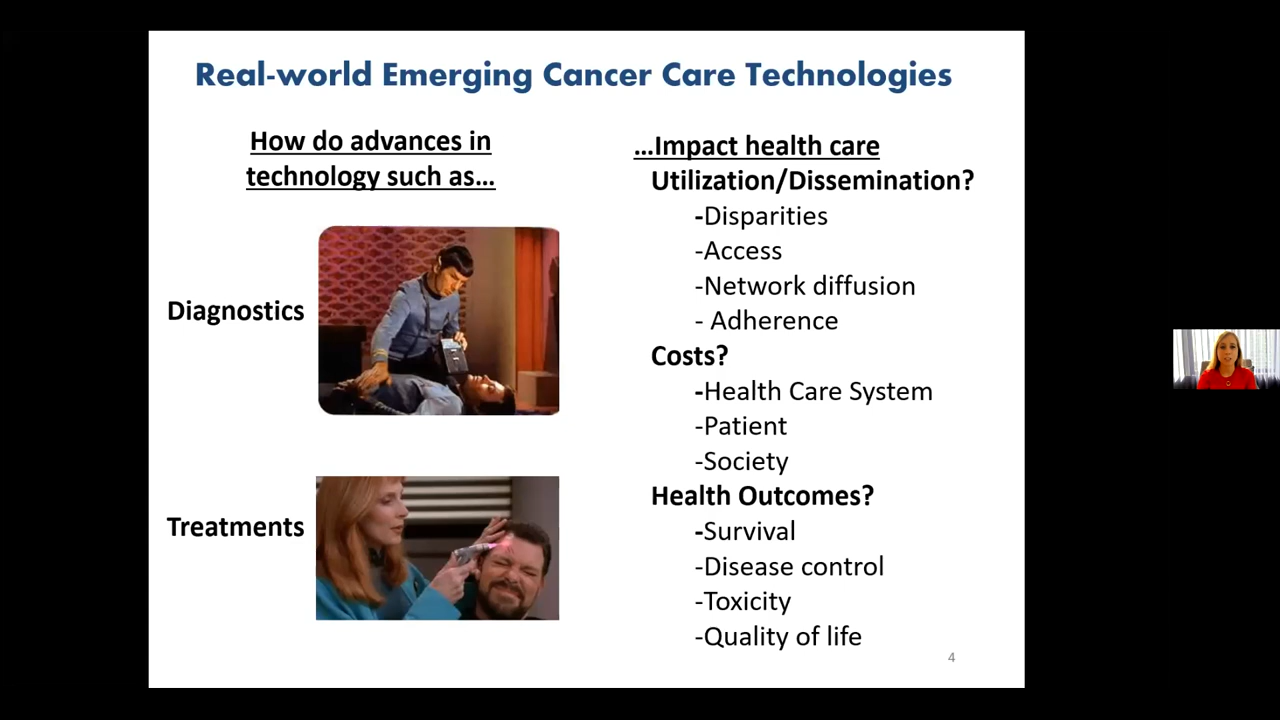 Real-world Emerging Cancer Care Technologies
How do advances in
technology such as…
Diagnostics
Treatments
…Impact health care
Utilization/Dissemination?
-Disparities
-Access
-Network diffusion
- Adherence
Costs?
-Health Care System
-Patient
-Society
Health Outcomes?
-Survival
-Disease control
-Toxicity
-Quality of life
4